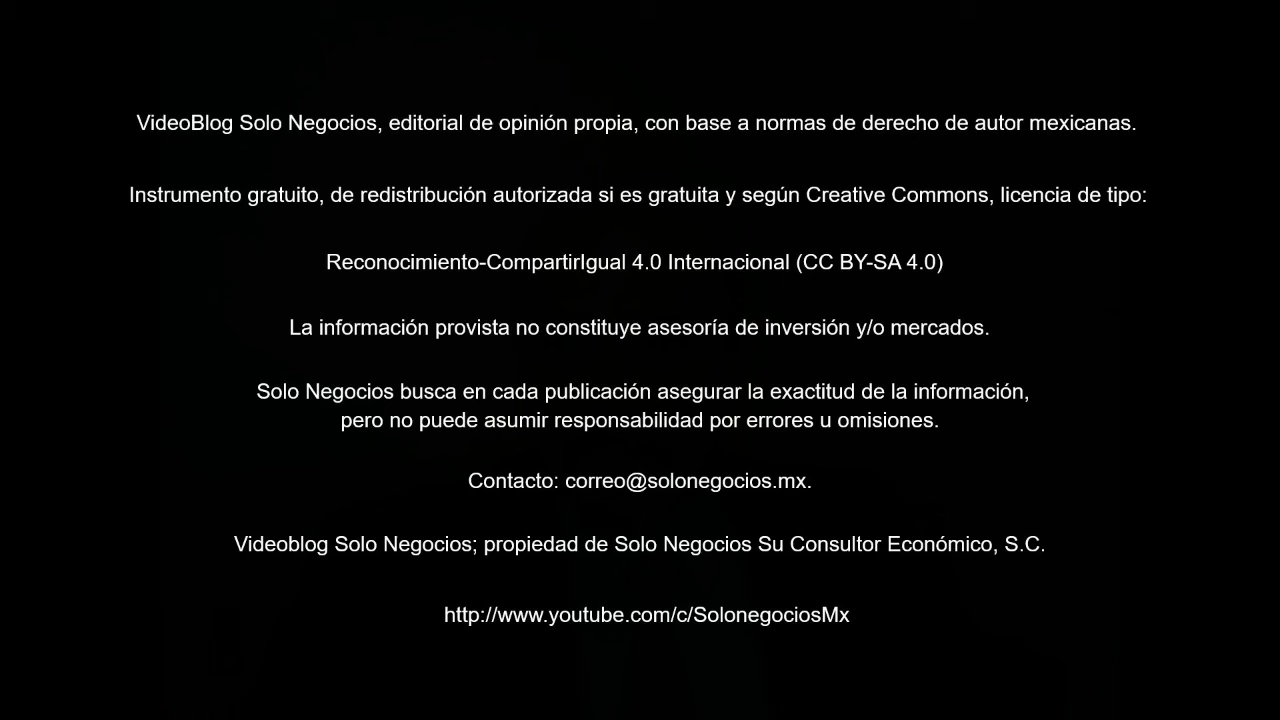 VideoBlog Solo Negocios, editorial de opinión propia, con base a normas de derecho de autor mexicanas.
Instrumento gratuito, de redistribución autorizada si es gratuita y según Creative Commons, licencia de tipo:
Reconocimiento-CompartirIgual 4.0 Internacional (CC BY-SA 4.0)
La información provista no constituye asesoría de inversión y/o mercados.
Solo Negocios busca en cada publicación asegurar la exactitud de la información,
pero no puede asumir responsabilidad por errores u omisiones.
Contacto: correo@solonegocios.mx.
Videoblog Solo Negocios; propiedad de Solo Negocios Su Consultor Económico, S.C.
http://www.youtube.com/c/SolonegociosMx